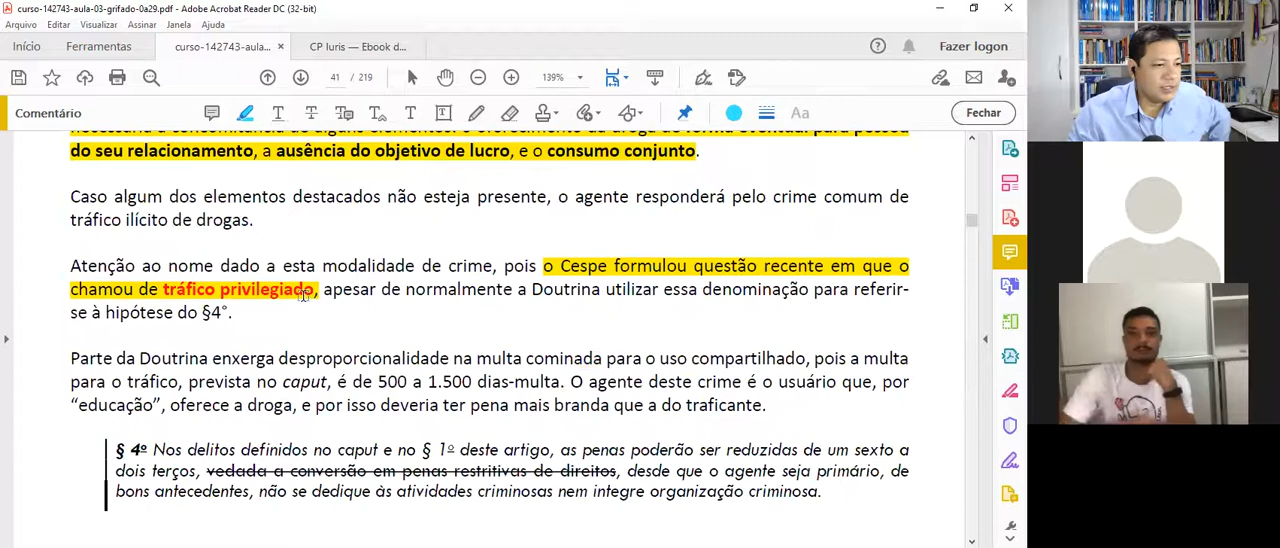 curso-142743-aula-03-grifado-0a29.pdf - Adobe Acrobat Reader DC (32-bit)
Arquivo Editar Visualizar Assinar Janela Ajuda
Início Ferramentas curso-142743-aula... × CP Iuris — Ebook d... Fazer logon
41 / 219 139%
Comentário Fechar
do seu relacionamento, a ausência do objetivo de lucro, e o consumo conjunto.
Caso algum dos elementos destacados não esteja presente, o agente responderá pelo crime comum de
tráfico ilícito de drogas.
Atenção ao nome dado a esta modalidade de crime, pois o Cespe formulou questão recente em que o
chamou de tráfico privilegiado, apesar de normalmente a Doutrina utilizar essa denominação para referir-
se à hipótese do §4°.
Parte da Doutrina enxerga desproporcionalidade na multa cominada para o uso compartilhado, pois a multa
para o tráfico, prevista no caput, é de 500 a 1.500 dias-multa. O agente deste crime é o usuário que, por
“educação”, oferece a droga, e por isso deveria ter pena mais branda que a do traficante.
§ 4º Nos delitos definidos no caput e no § 1º deste artigo, as penas poderão ser reduzidas de um sexto a
dois terços, vedada a conversão em penas restritivas de direitos, desde que o agente seja primário, de
bons antecedentes, não se dedique às atividades criminosas nem integre organização criminosa.